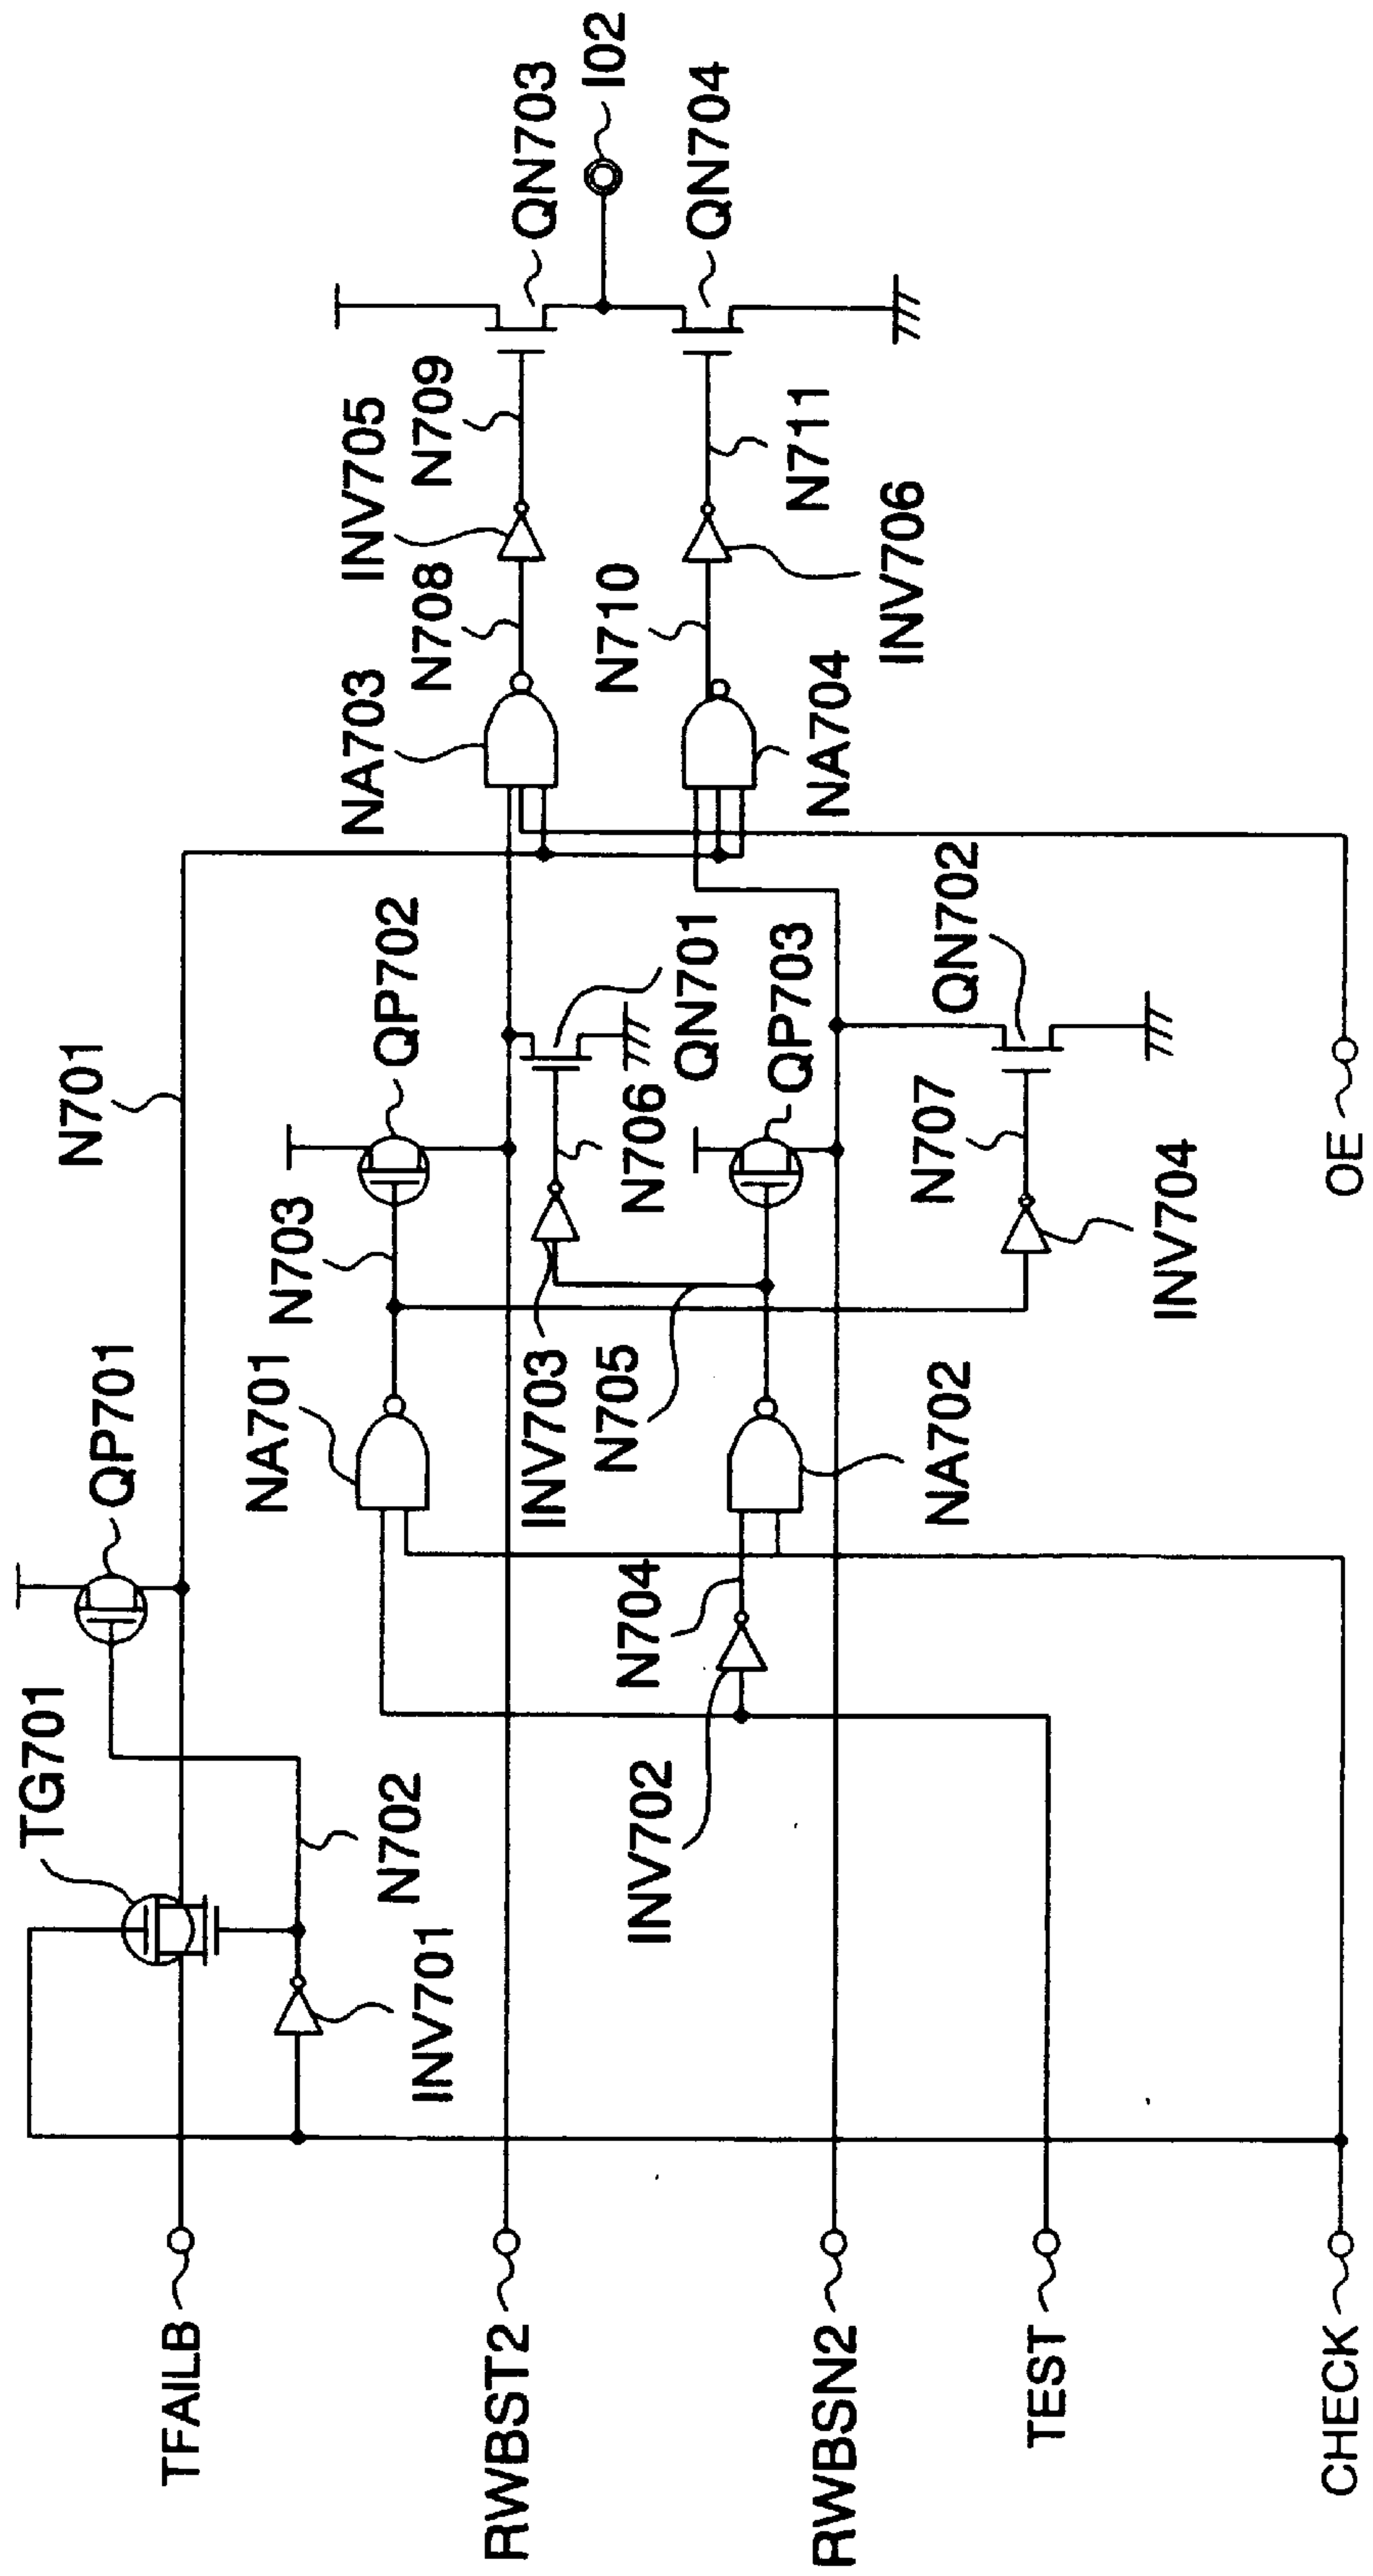 TFAILB
RWBST2
RWBSN2
TEST
CHECK
TG701
INV701
N702
QP701
N701
INV702
N704
NA701
NA702
N703
INV703
N705
QP702
N706
QN701
QP703
INV704
N707
QN702
OE
NA703
NA704
N708
N710
INV705
INV706
N709
N711
QN703
I02
QN704